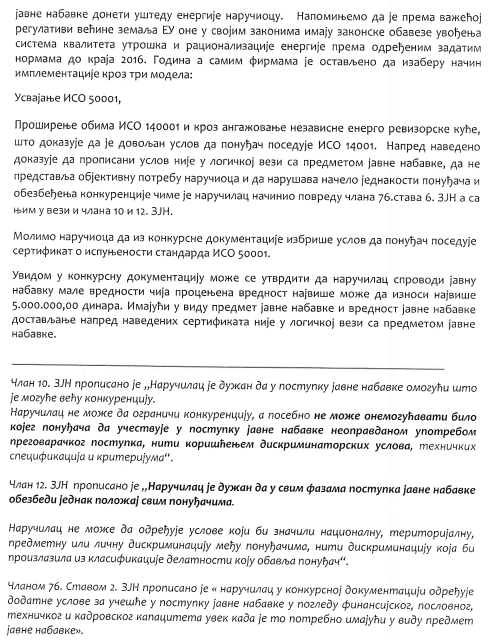 јавне набавке донети уштеду енергије наручиоцу. Напомињемо да је према важећој
регулативи већине земаља ЕУ оне у својим законима имају законске обавезе увођења
система квалитета утрошка и рационализације енергије према одређеним задатим
нормама до краја 2016. Година а самим фирмама је остављено да изаберу начин
имплементације кроз три модела:
Усвајање ИСО 50001,
Проширење обима ИСО 140001 и кроз ангажовање независне енерго ревизорске куће,
што доказује да је довољан услов да понуђач поседује ИСО 14001. Напред наведено
доказује да прописани услов није у логичкој вези са предметом јавне набавке, да не
представља објективну потребу наручиоца и да нарушава начело једнакости понуђача и
обезбеђења конкуренције чиме је наручилац начинио повреду члана 76.става 6. ЗЈН а са
њим у вези и члана 10 и 12. ЗЈН.
Молимо наручиоца да из конкурсне документације избрише услов да понуђач поседује
сертификат о испуњености стандарда ИСО 50001.
Увидом у конкурсну документацију може се утврдити да наручилац спроводи јавну
набавку мале вредности чија процењена вредност највише може да износи највише
5.000.000,00 динара. Имајући у виду предмет јавне набавке и вредност јавне набавке
достављање напред наведених сертификата није у логичкој вези са предметом јавне
набавке.
Члан 10. ЗЈН прописано је „Наручилац је дужан да у поступку јавне набавке омогући што
је могуће већу конкуренцију.
Наручилац не може да ограничи конкуренцију, а посебно не може онемогућавати било
којег понуђача да учествује у поступку јавне набавке неоправданом употребом
преговарачког поступка, нити коришћењем дискриминаторских услова, техничких
спецификација и критеријума“.
Члан 12. ЗЈН прописано је „Наручилац је дужан да у свим фазама поступка јавне набавке
обезбеди једнак положај свим понуђачима.
Наручилац не може да одређује услове који би значили националну, територијалну,
предметну или личну дискриминацију међу понуђачима, нити дискриминацију која би
произлазила из класификације делатности коју обавља понуђач“.
Чланом 76. Ставом 2. ЗЈН прописано је « наручилац у конкурсној документацији одређује
додатне услове за учешће у поступку јавне набавке у погледу финансијског, пословног,
техничког и кадровског капацитета увек када је то потребно имајући у виду предмет
јавне набавке».